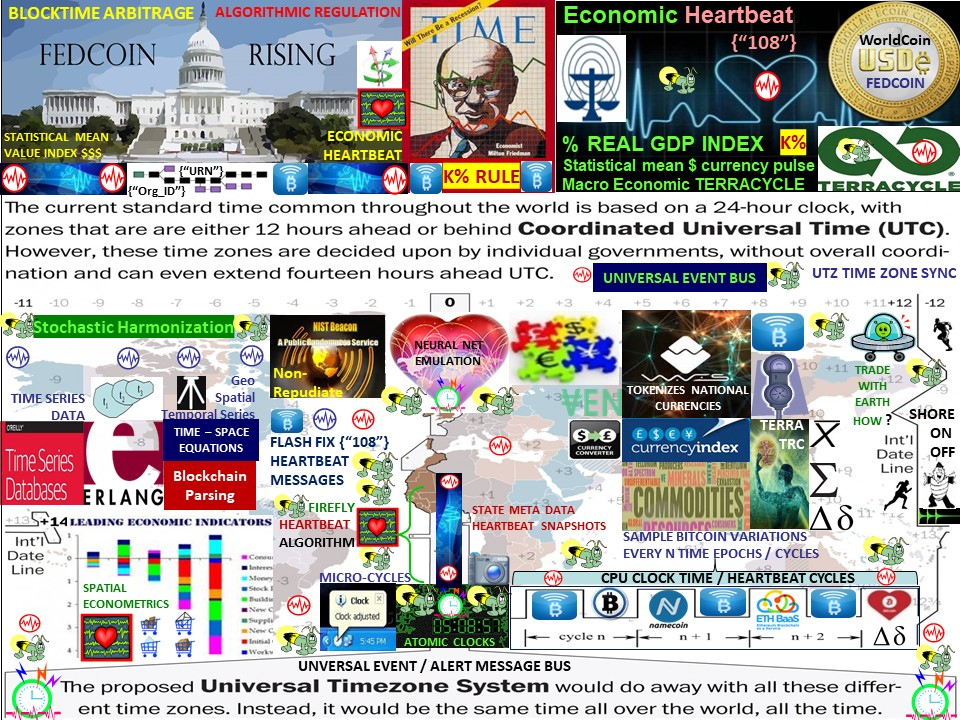 BLOCKTIME ARBITRAGE
ALGORITHMIC REGULATION
FEDCOIN RISING
STATISTICAL MEAN
VALUE INDEX $$$
ECONOMIC
HEARTBEAT
Will There Be a Recession?
TIME
Economist
Milton Friedman
Economic Heartbeat
{“108”}
WorldCoin
USDe
FEDCOIN
% REAL GDP INDEX
K%
Statistical mean $ currency pulse
Macro Economic TERRACYCLE
TERRACYCLE
{“URN”}
{“Org_ID”}
K% RULE
The current standard time common throughout the world is based on a 24-hour clock, with
zones that are are either 12 hours ahead or behind Coordinated Universal Time (UTC).
However, these time zones are decided upon by individual governments, without overall coordi-
nation and can even extend fourteen hours ahead UTC.
UNIVERSAL EVENT BUS
UTZ TIME ZONE SYNC
-11 -10 -9 -8 -7 -6 -5 -4 -3 -2 -1 0 +1 +2 +3 +4 +5 +6 +7 +8 +9 +10 +11 +12 -12
Stochastic Harmonization
NIST Beacon
A Public Randomness Service
Non-
Repudiate
NEURAL NET
EMULATION
TOKENIZES NATIONAL
CURRENCIES
TRADE
WITH
EARTH
HOW ?
TIME SERIES
DATA
Geo
Spatial
Temporal Series
VEN
SHORE
ON
OFF
O'REILLY
Time Series
Databases
ERLANG
TIME – SPACE
EQUATIONS
Blockchain
Parsing
FLASH FIX {“108”}
HEARTBEAT
MESSAGES
CURRENCY
CONVERTER
currencyindex
TERRA
TRC
X
Σ
Δδ
Int'l
Date
Line
COMMODITIES
FIREFLY
HEARTBEAT
ALGORITHM
STATE META DATA
HEARTBEAT SNAPSHOTS
SAMPLE BITCOIN VARIATIONS
EVERY N TIME EPOCHS / CYCLES
+13 +14
Int'l
Date
Line
LEADING ECONOMIC INDICATORS
SPATIAL
ECONOMETRICS
MICRO-CYCLES
Clock
Clock adjusted
5:45 PM
05:08:57
ATOMIC CLOCKS
CPU CLOCK TIME / HEARTBEAT CYCLES
namecoin
ETH BaaS
cycle n n + 1 n + 2 Δδ
UNVERSAL EVENT / ALERT MESSAGE BUS
The proposed Universal Timezone System would do away with all these differ-
ent time zones. Instead, it would be the same time all over the world, all the time.